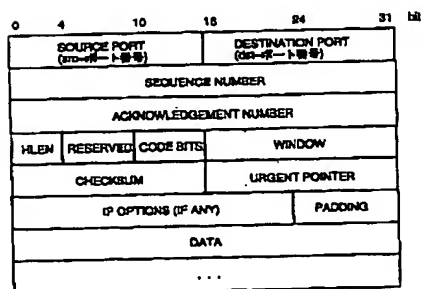 0 4 10 16 24 31 bit
SOURCE PORT DESTINATION PORT
(src-ポート番号) (dst-ポート番号)
SEQUENCE NUMBER
ACKNOWLEDGEMENT NUMBER
HLEN RESERVED CODE BITS WINDOW
CHECKSUM URGENT POINTER
IP OPTIONS (IF ANY) PADDING
DATA
...